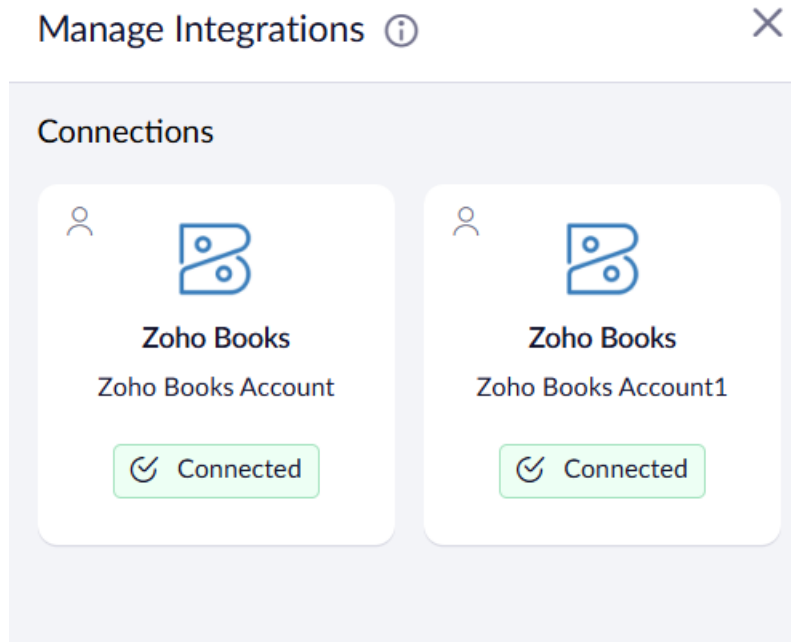 Manage Integrations
Connections
Zoho Books
Zoho Books Account
Connected
Zoho Books
Zoho Books Account1
Connected